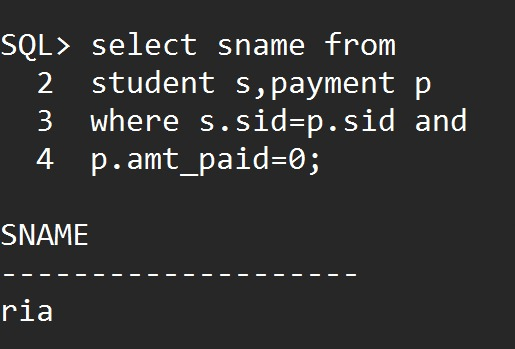 SQL> select sname from
  2  student s,payment p
  3  where s.sid=p.sid and
  4  p.amt_paid=0;

SNAME
--------------------
ria